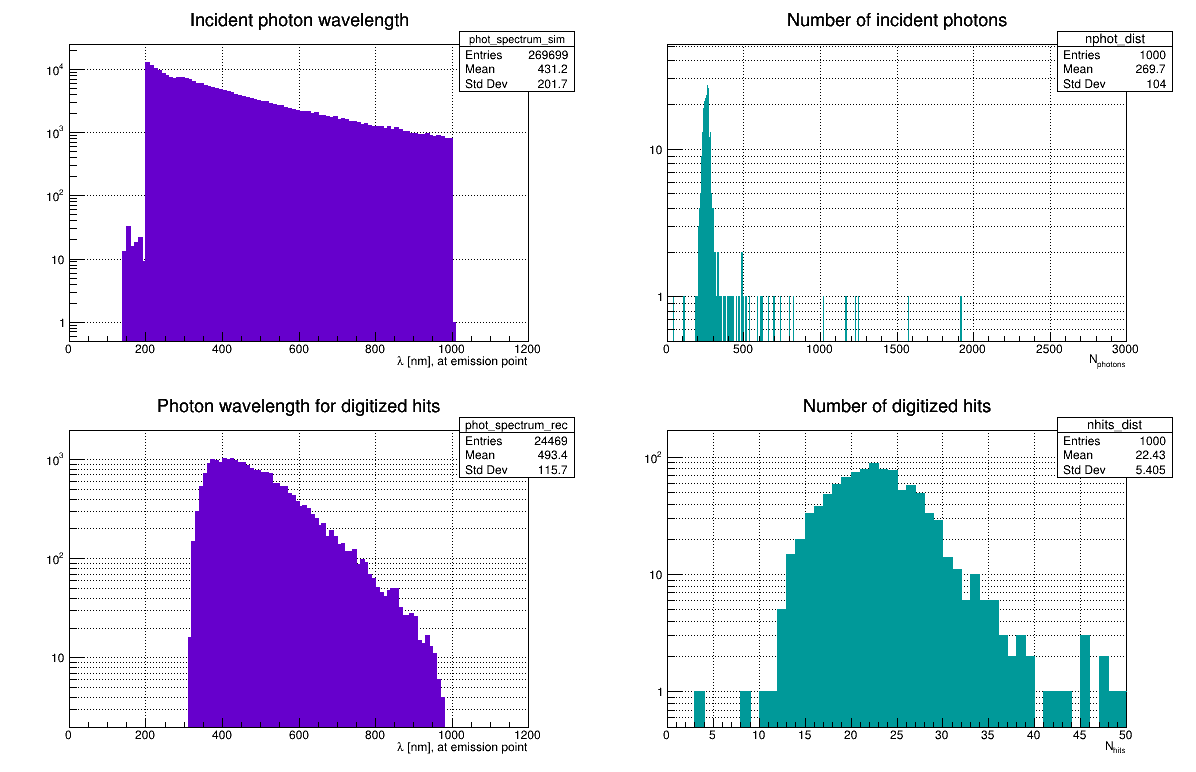 Incident photon wavelength
phot_spectrum_sim
Entries 269699
Mean 431.2
Std Dev 201.7
10^4
10^3
10^2
10
1
0 200 400 600 800 1000 1200
λ [nm], at emission point
Number of incident photons
nphot_dist
Entries 1000
Mean 269.7
Std Dev 104
10
1
0 500 1000 1500 2000 2500 3000
N_photons
Photon wavelength for digitized hits
phot_spectrum_rec
Entries 24469
Mean 493.4
Std Dev 115.7
10^3
10^2
10
0 200 400 600 800 1000 1200
λ [nm], at emission point
Number of digitized hits
nhits_dist
Entries 1000
Mean 22.43
Std Dev 5.405
10^2
10
1
0 5 10 15 20 25 30 35 40 45 50
N_hits